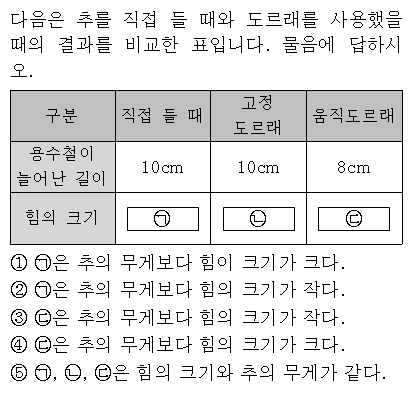 다음은 추를 직접 들 때와 도르래를 사용했을
때의 결과를 비교한 표입니다. 물음에 답하시
오.
구분 직접 들 때 고정 도르래 움직도르래
용수철이 늘어난 길이 10cm 10cm 8cm
힘의 크기 ㉠ ㉡ ㉢
① ㉠은 추의 무게보다 힘이 크기가 크다.
② ㉠은 추의 무게보다 힘의 크기가 작다.
③ ㉢은 추의 무게보다 힘의 크기가 작다.
④ ㉢은 추의 무게보다 힘의 크기가 크다.
⑤ ㉠, ㉡, ㉢은 힘의 크기와 추의 무게가 같다.